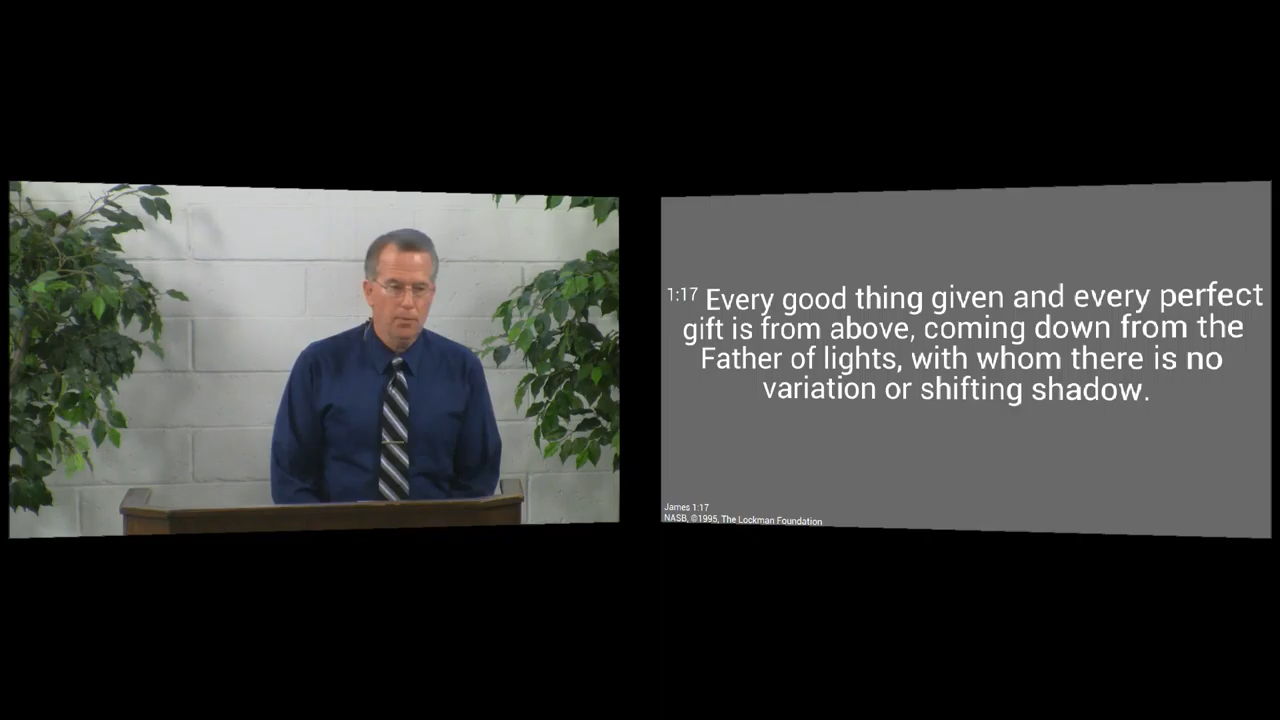 1:17 Every good thing given and every perfect
gift is from above, coming down from the
Father of lights, with whom there is no
variation or shifting shadow.
James 1:17
NASB, ©1995, The Lockman Foundation